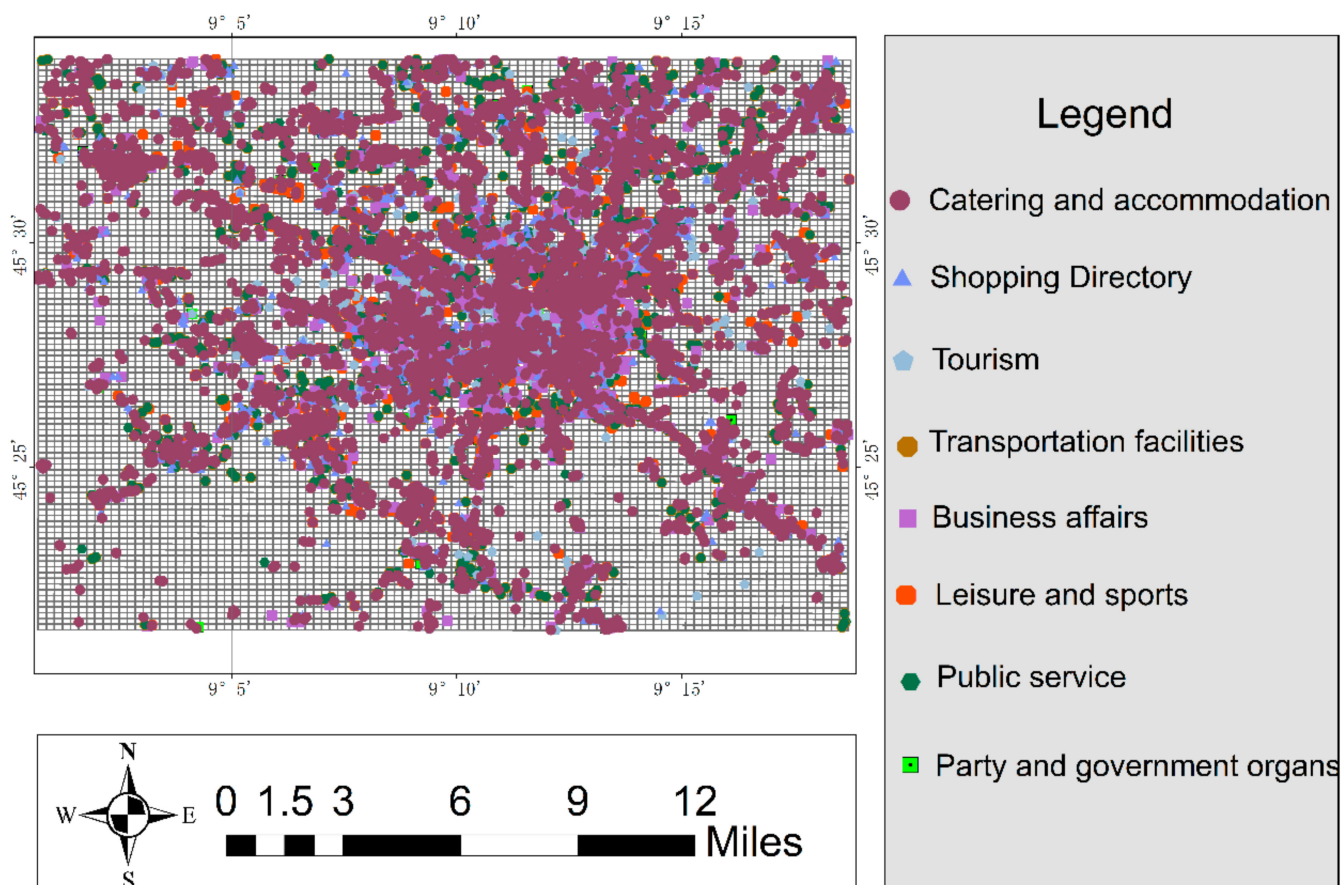 9° 5′ 9° 10′ 9° 15′
45° 30′ 45° 30′
45° 25′ 45° 25′
9° 5′ 9° 10′ 9° 15′
Legend
Catering and accommodation
Shopping Directory
Tourism
Transportation facilities
Business affairs
Leisure and sports
Public service
Party and government organs
N
W E
S
0 1.5 3 6 9 12
Miles